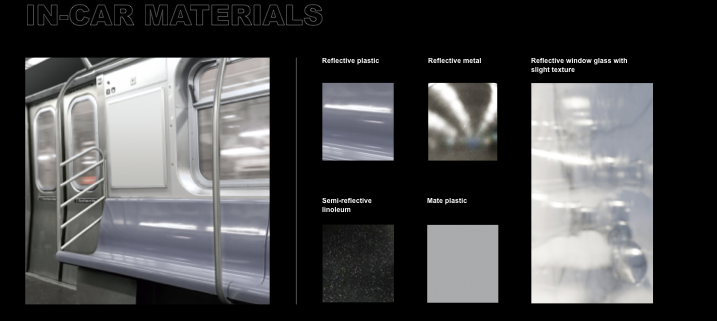 IN-CAR MATERIALS
Reflective plastic
Reflective metal
Reflective window glass with
slight texture
Semi-reflective
linoleum
Mate plastic